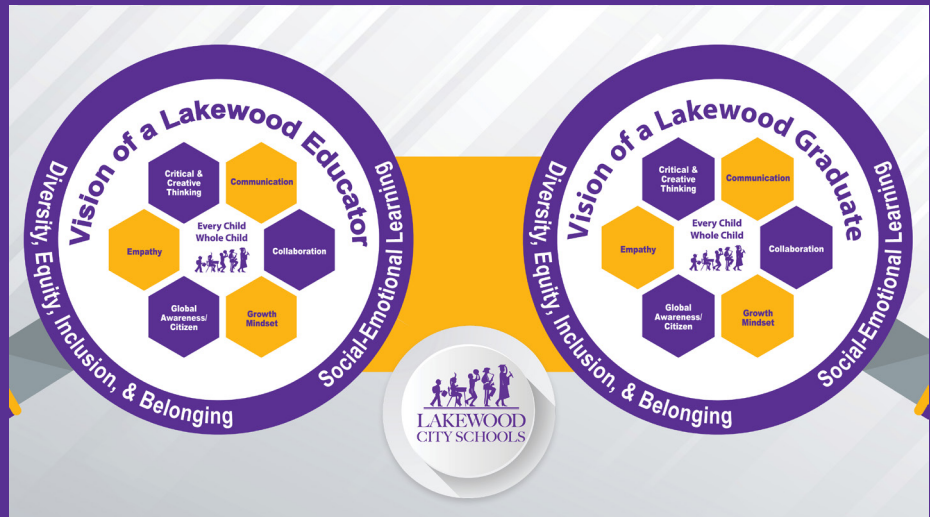 Vision of a Lakewood Educator
Critical &
Creative
Thinking
Communication
Empathy
Every Child
Whole Child
Collaboration
Global
Awareness/
Citizen
Growth
Mindset
Diversity, Equity, Inclusion, & Belonging
Social-Emotional Learning
Vision of a Lakewood Graduate
Critical &
Creative
Thinking
Communication
Empathy
Every Child
Whole Child
Collaboration
Global
Awareness/
Citizen
Growth
Mindset
Diversity, Equity, Inclusion, & Belonging
Social-Emotional Learning
LAKEWOOD
CITY SCHOOLS